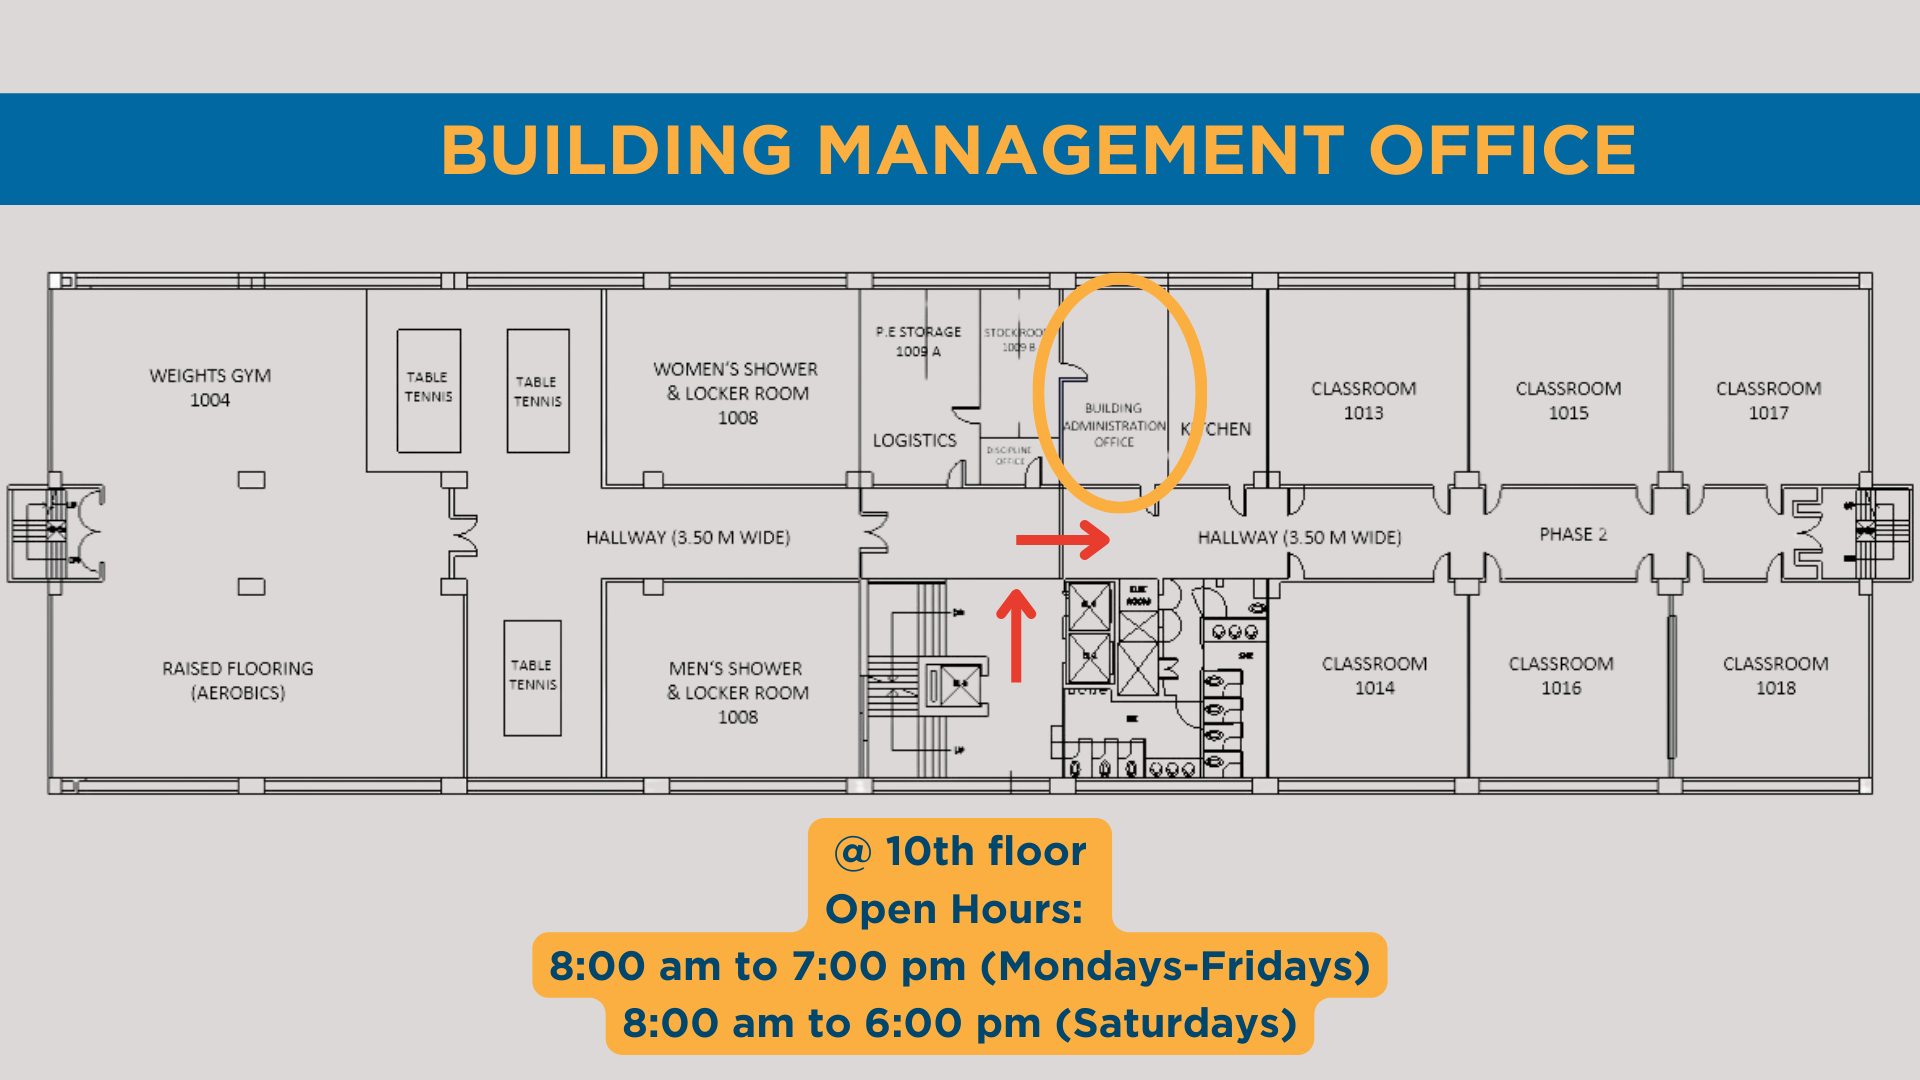 BUILDING MANAGEMENT OFFICE
WEIGHTS GYM
1004
TABLE
TENNIS
TABLE
TENNIS
WOMEN'S SHOWER
& LOCKER ROOM
1008
P.E STORAGE
1009 A
STOCKROOM
1009 B
LOGISTICS
DISCIPLINE
OFFICE
BUILDING
ADMINISTRATION
OFFICE
KITCHEN
CLASSROOM
1013
CLASSROOM
1015
CLASSROOM
1017
HALLWAY (3.50 M WIDE)
HALLWAY (3.50 M WIDE)
PHASE 2
RAISED FLOORING
(AEROBICS)
TABLE
TENNIS
MEN'S SHOWER
& LOCKER ROOM
1008
ROOM
CLASSROOM
1014
CLASSROOM
1016
CLASSROOM
1018
@ 10th floor
Open Hours:
8:00 am to 7:00 pm (Mondays-Fridays)
8:00 am to 6:00 pm (Saturdays)